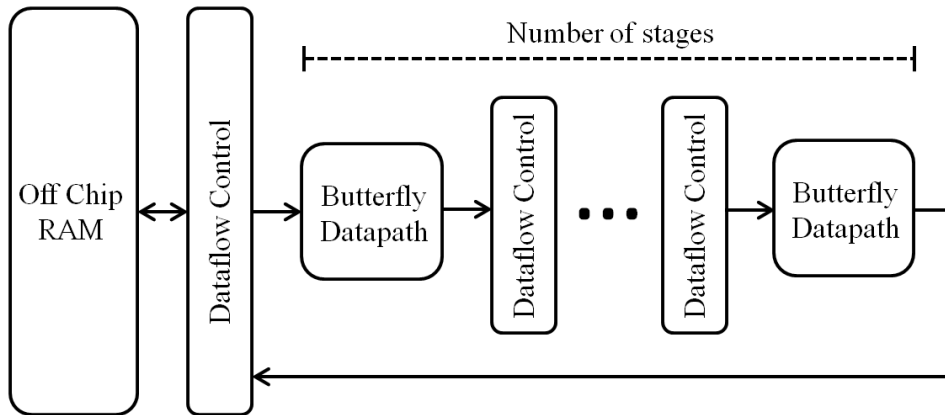 Number of stages
Off Chip
RAM
Dataflow Control
Butterfly
Datapath
Dataflow Control
Dataflow Control
Butterfly
Datapath